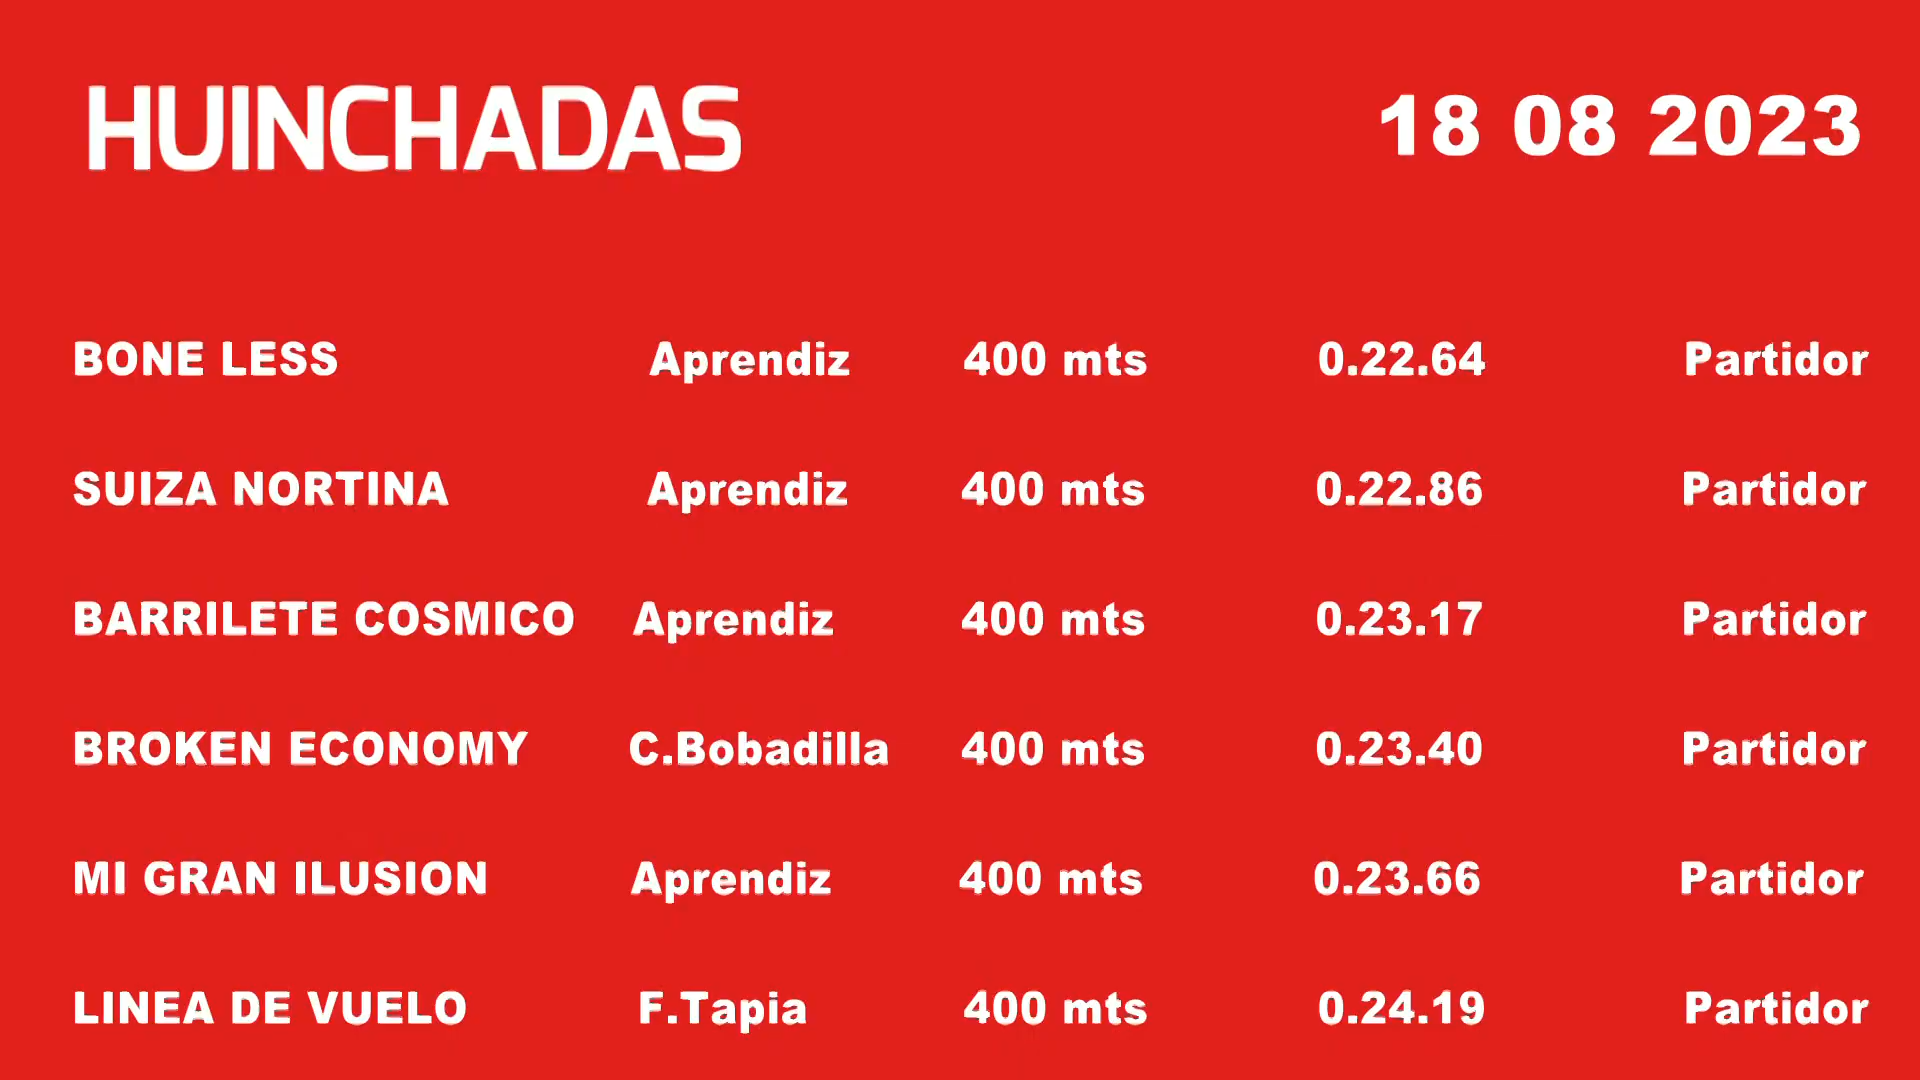 HUINCHADAS 18 08 2023
BONE LESS Aprendiz 400 mts 0.22.64 Partidor
SUIZA NORTINA Aprendiz 400 mts 0.22.86 Partidor
BARRILETE COSMICO Aprendiz 400 mts 0.23.17 Partidor
BROKEN ECONOMY C.Bobadilla 400 mts 0.23.40 Partidor
MI GRAN ILUSION Aprendiz 400 mts 0.23.66 Partidor
LINEA DE VUELO F.Tapia 400 mts 0.24.19 Partidor